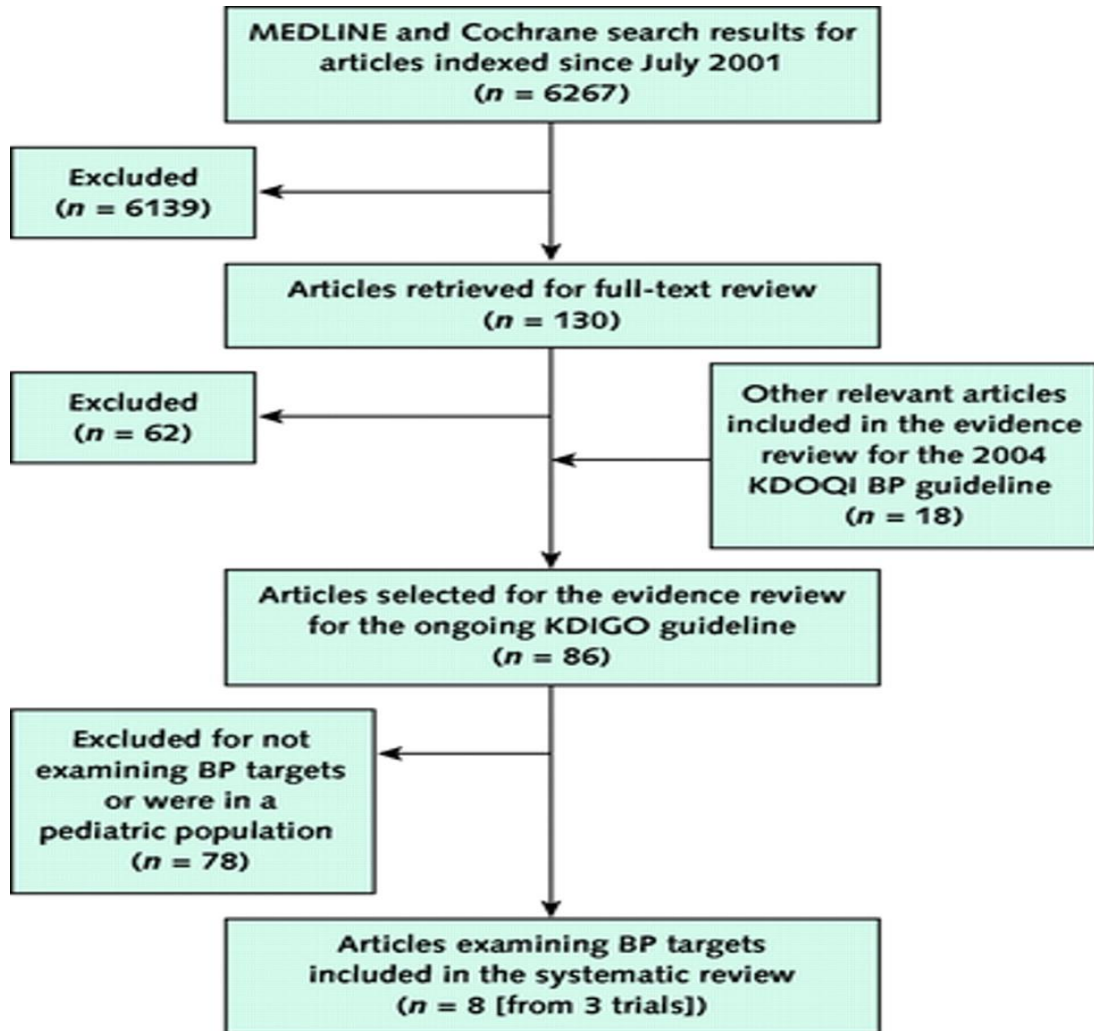 MEDLINE and Cochrane search results for
articles indexed since July 2001
(n = 6267)
Excluded
(n = 6139)
Articles retrieved for full-text review
(n = 130)
Excluded
(n = 62)
Other relevant articles
included in the evidence
review for the 2004
KDOQI BP guideline
(n = 18)
Articles selected for the evidence review
for the ongoing KDIGO guideline
(n = 86)
Excluded for not
examining BP targets
or were in a
pediatric population
(n = 78)
Articles examining BP targets
included in the systematic review
(n = 8 [from 3 trials])